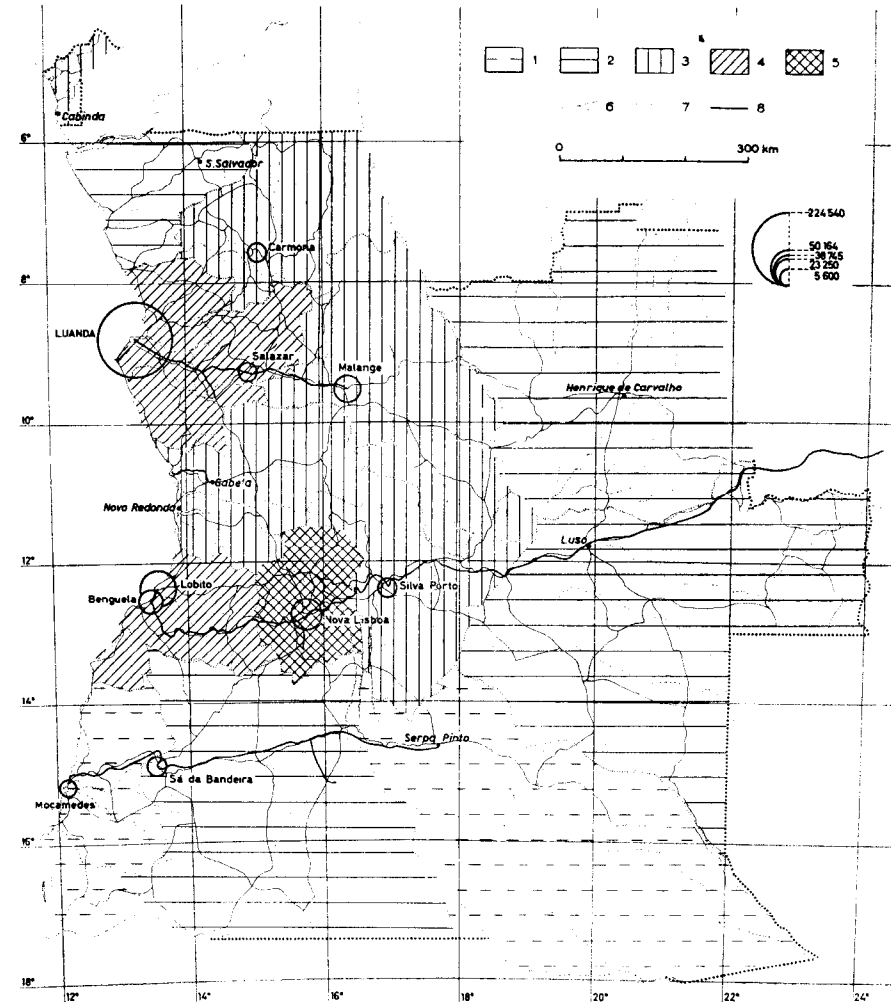 1 2 3 4 5
6 7 8
0 300 km
224 540
50 164
38 745
23 250
5 600
Cabinda
6°
S. Salvador
Carmona
8°
LUANDA
Salazar
Malange
Henrique de Carvalho
10°
Gabe'a
Novo Redondo
Luso
12°
Lobito
Benguela
Silva Porto
Nova Lisboa
14°
Serpa Pinto
Sá da Bandeira
Moçamedes
16°
18°
12° 14° 16° 18° 20° 22° 24°